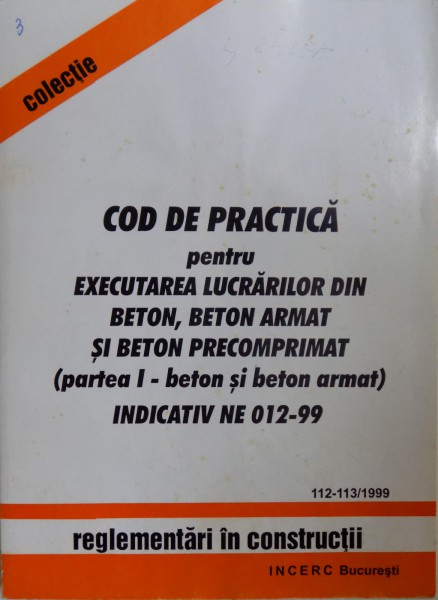 3
colecție
COD DE PRACTICĂ
pentru
EXECUTAREA LUCRĂRILOR DIN
BETON, BETON ARMAT
ȘI BETON PRECOMPRIMAT
(partea I - beton și beton armat)
INDICATIV NE 012-99
112-113/1999
reglementări în construcții
INCERC București